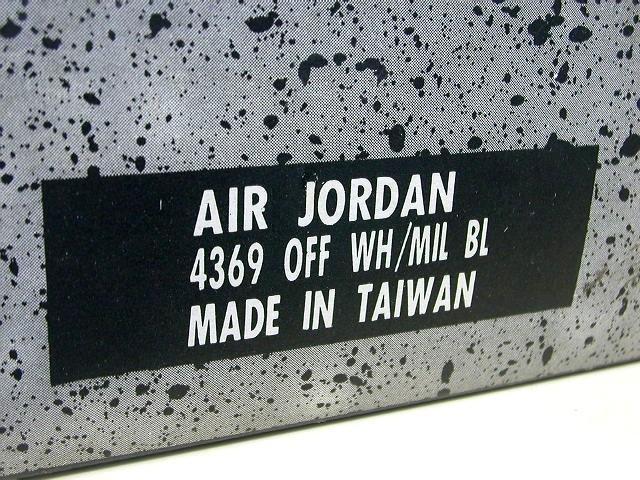 AIR JORDAN
4369 OFF WH/MIL BL
MADE IN TAIWAN